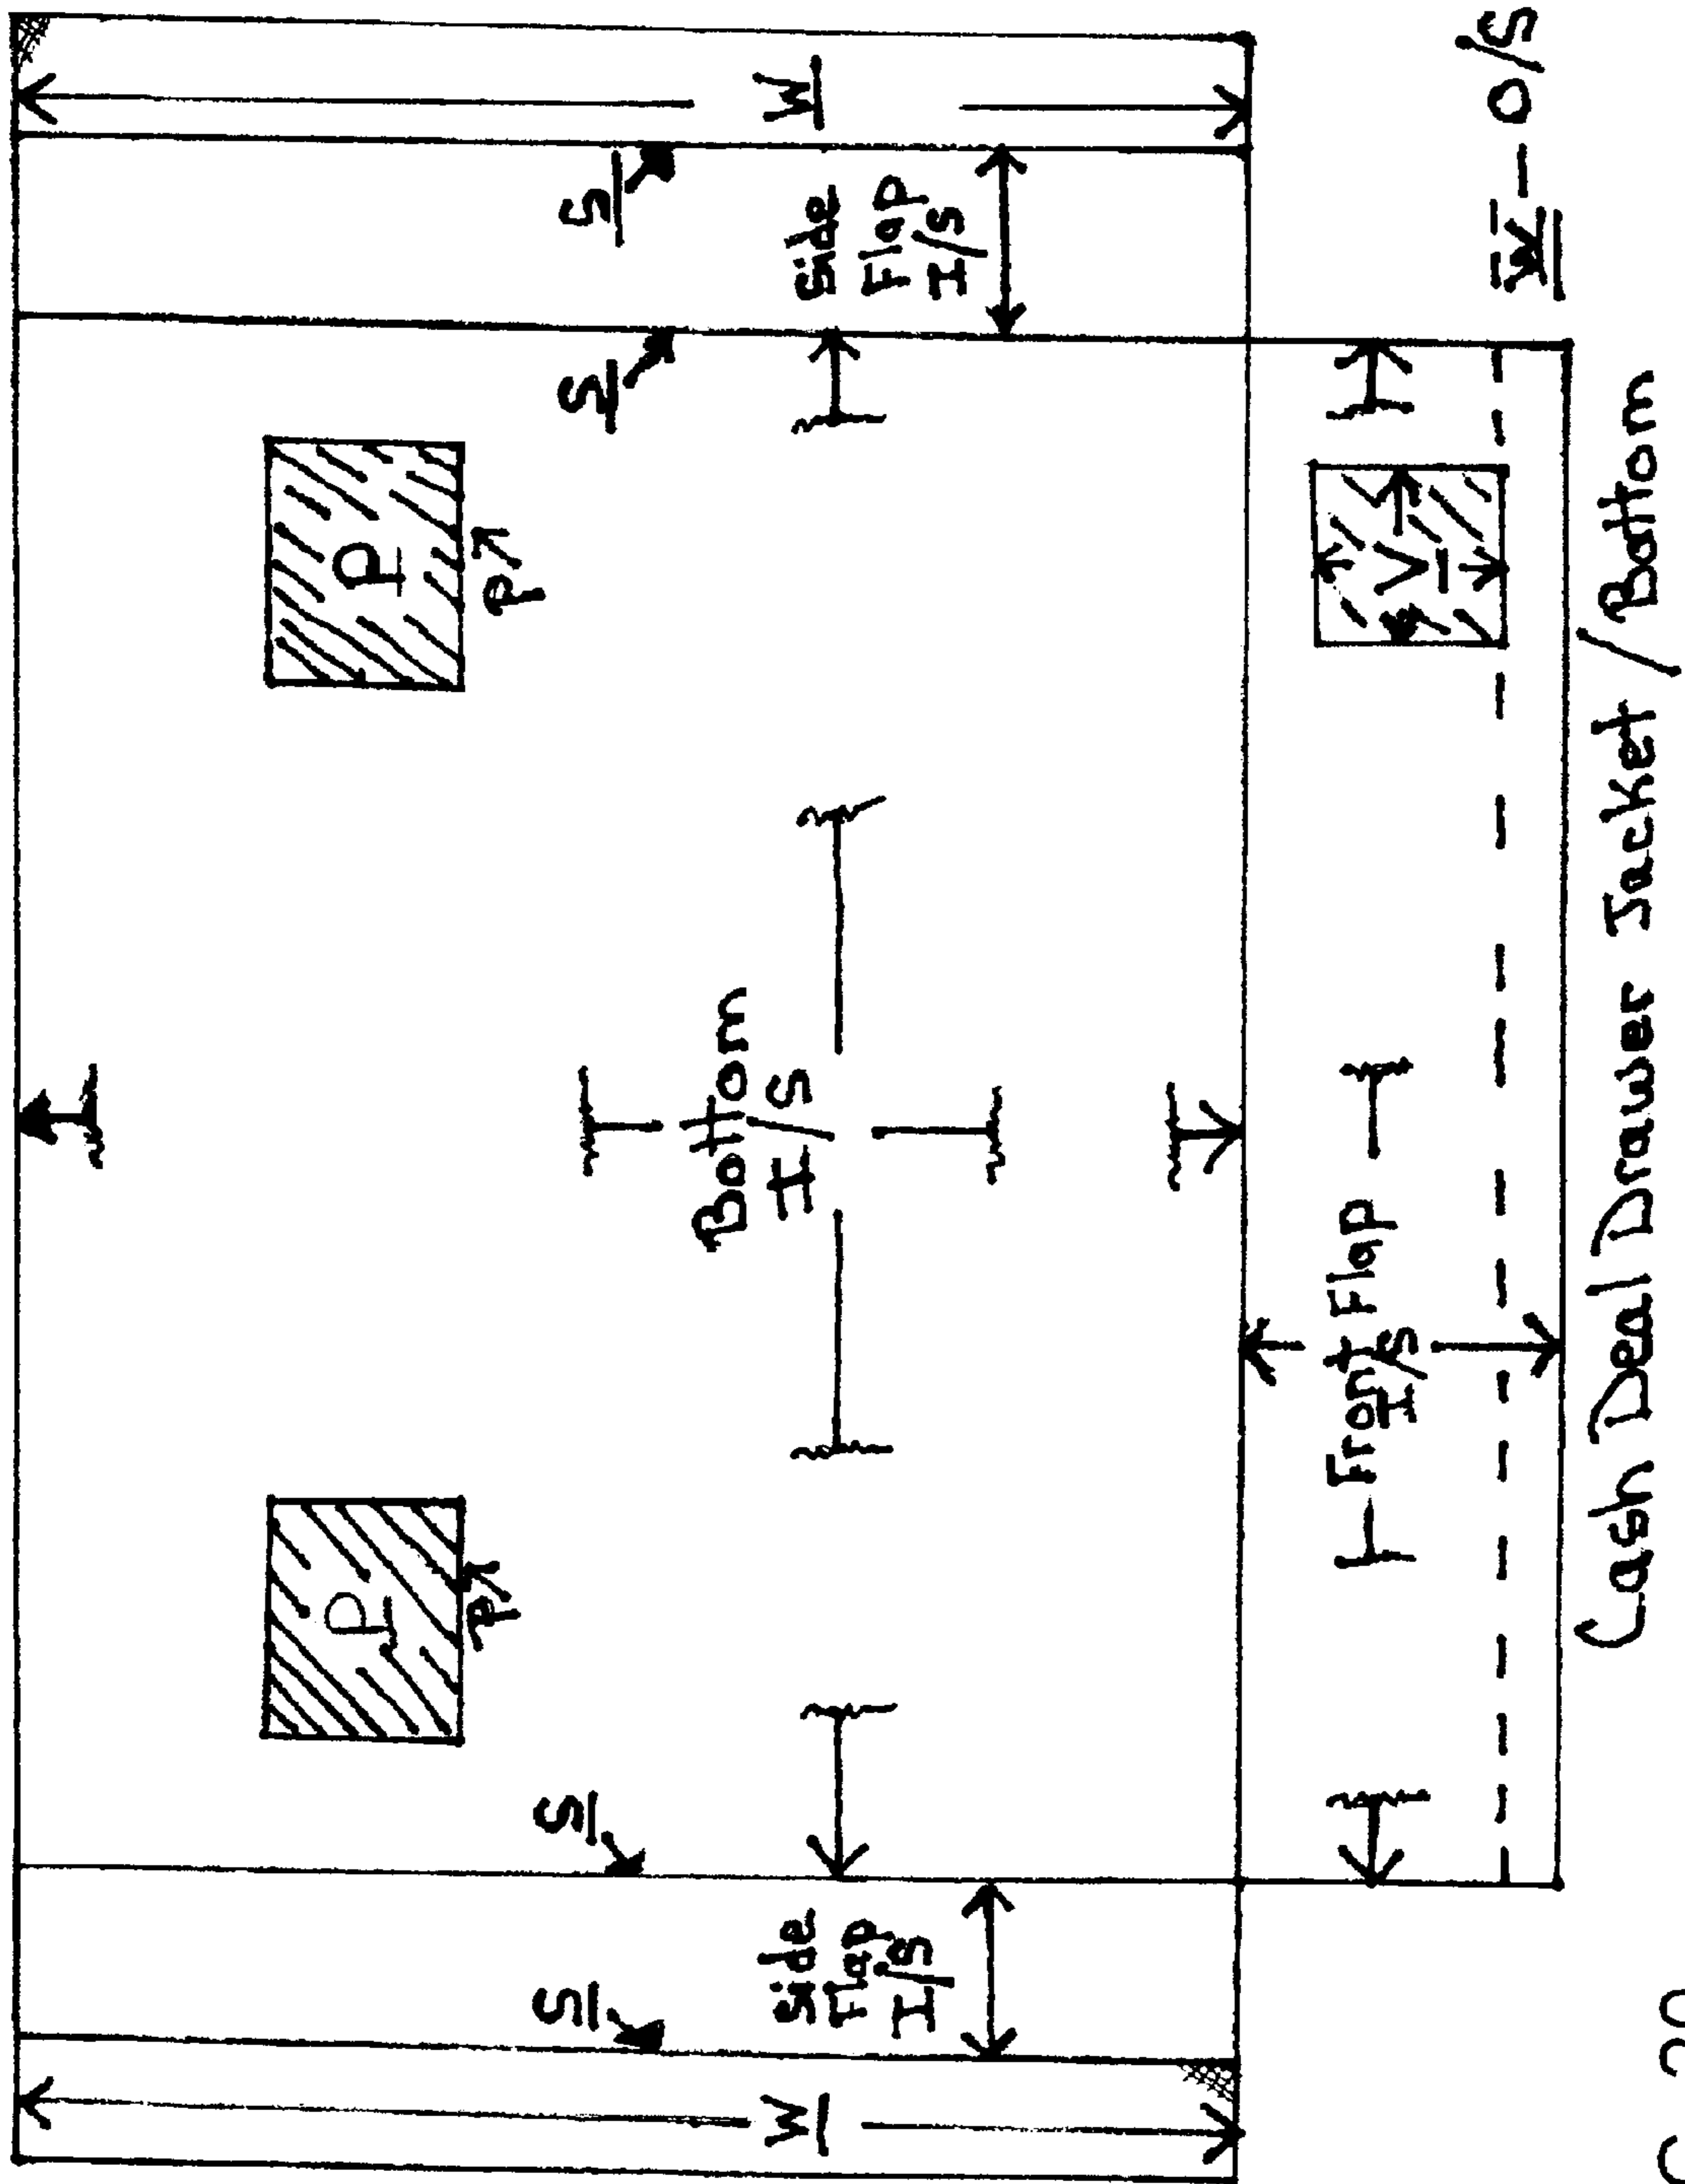 P
P
P
P
S
S
S
S
Bottom
I/S
Side
Flap
I/S
Side
Flap
I/S
W
W
Front Flap
I/S
V
— O/S
Cash Deal Drawer Jacket / Bottom